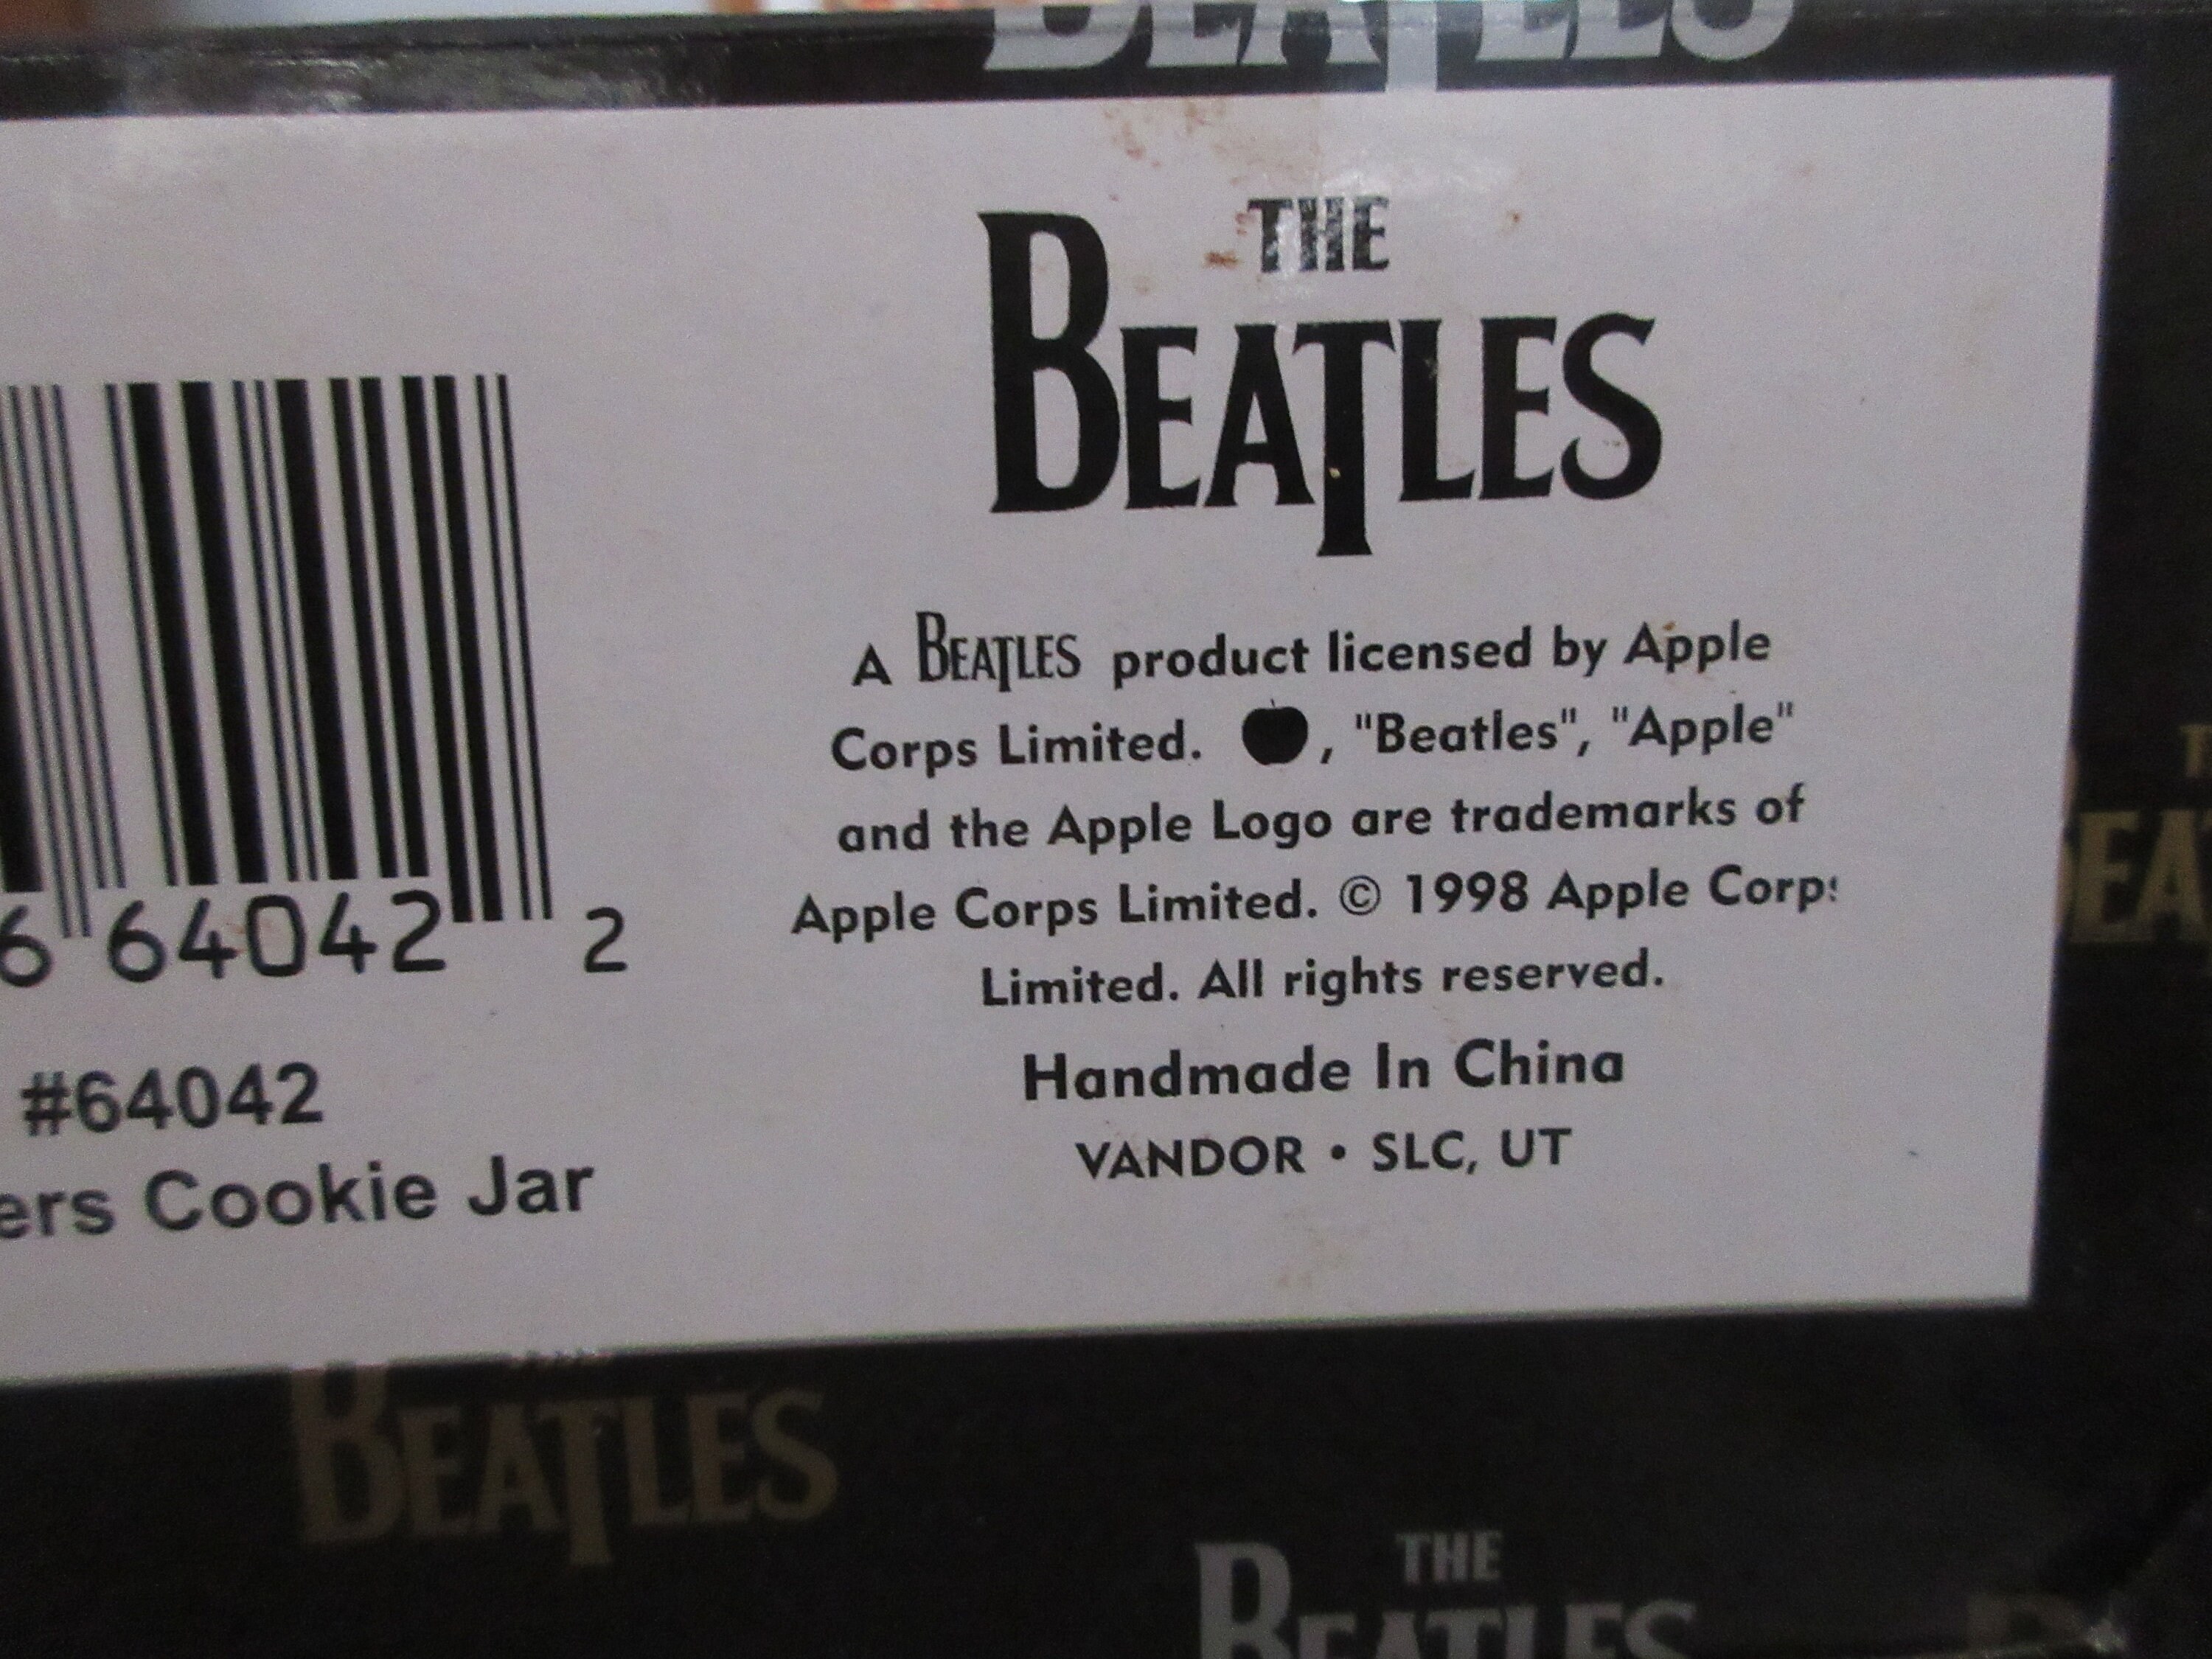 THE
BEATLES
A BEATLES product licensed by Apple
Corps Limited. , "Beatles", "Apple"
and the Apple Logo are trademarks of
Apple Corps Limited. © 1998 Apple Corps
Limited. All rights reserved.
Handmade In China
VANDOR • SLC, UT
6 64042 2
#64042
ers Cookie Jar
BEATLES
BEATLES
THE
BEATLES